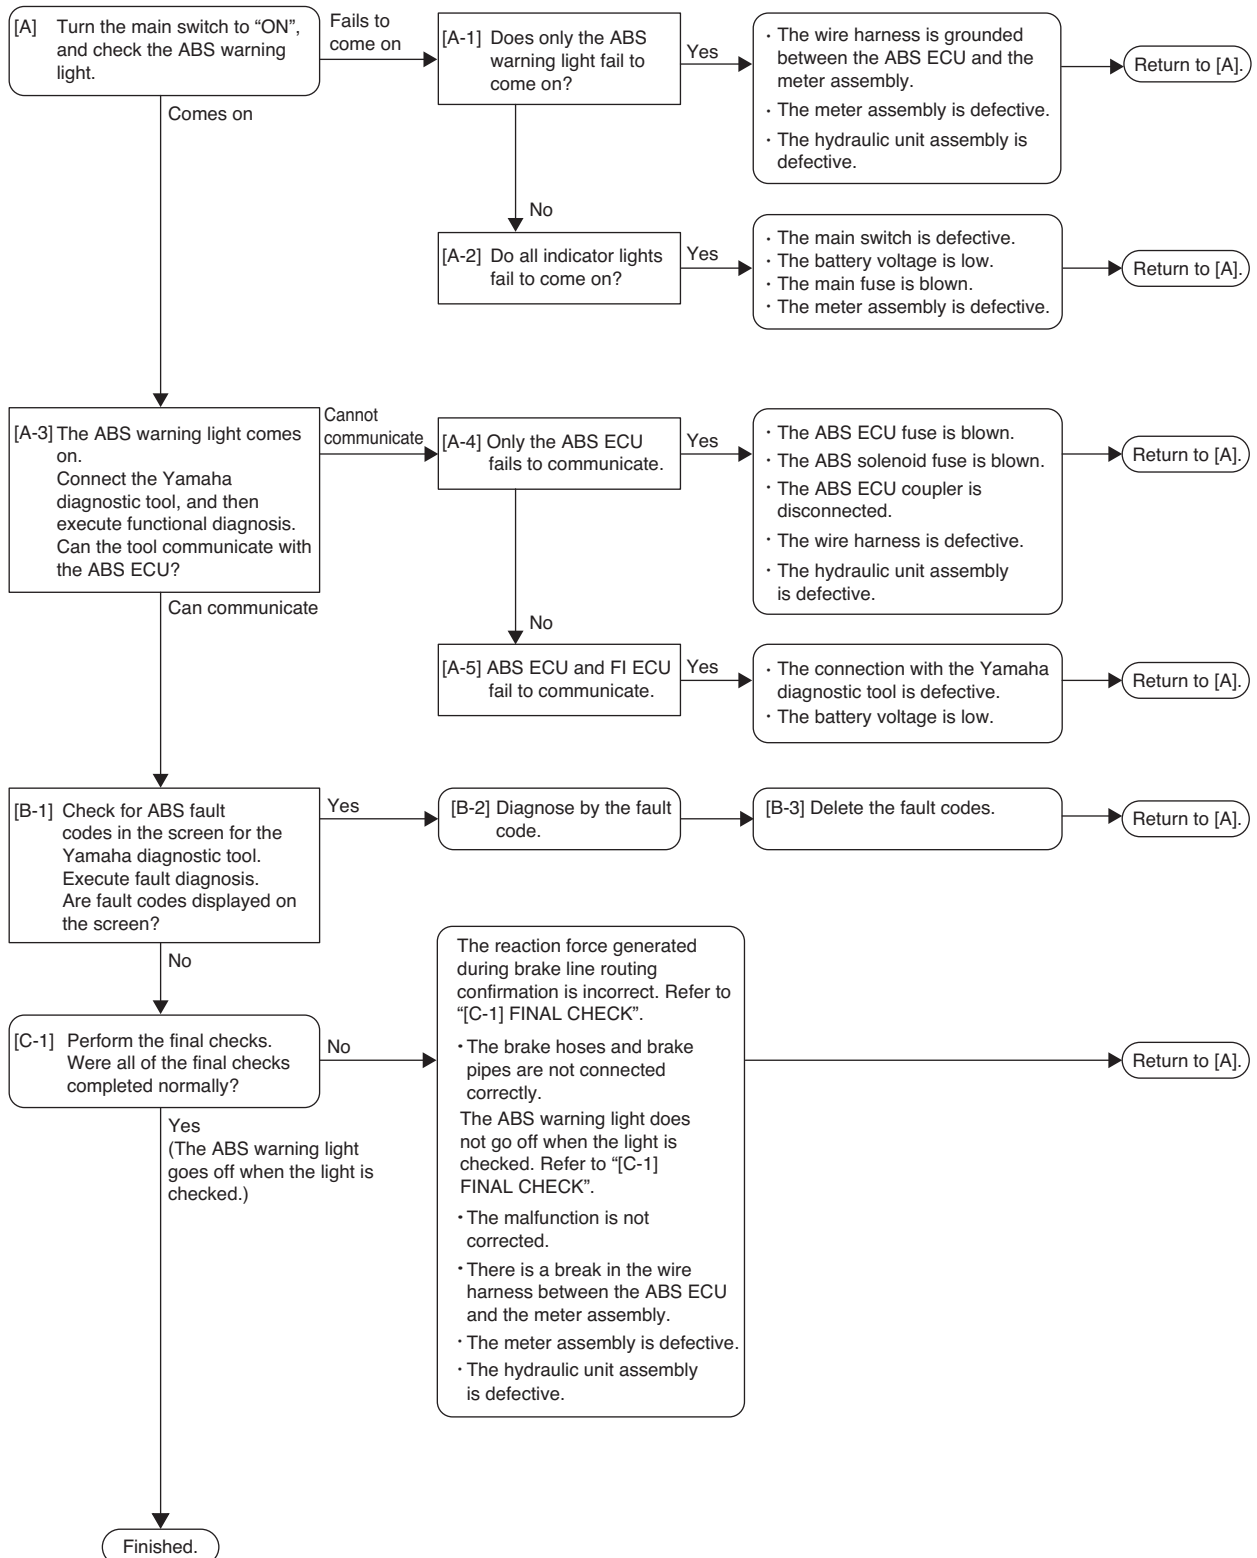 [A] Turn the main switch to “ON”,
and check the ABS warning
light.
Fails to
come on
[A-1] Does only the ABS
warning light fail to
come on?
Yes
· The wire harness is grounded
between the ABS ECU and the
meter assembly.
· The meter assembly is defective.
· The hydraulic unit assembly is
defective.
Return to [A].
Comes on
No
[A-2] Do all indicator lights
fail to come on?
Yes
· The main switch is defective.
· The battery voltage is low.
· The main fuse is blown.
· The meter assembly is defective.
Return to [A].
[A-3] The ABS warning light comes
on.
Connect the Yamaha
diagnostic tool, and then
execute functional diagnosis.
Can the tool communicate with
the ABS ECU?
Cannot
communicate
[A-4] Only the ABS ECU
fails to communicate.
Yes
· The ABS ECU fuse is blown.
· The ABS solenoid fuse is blown.
· The ABS ECU coupler is
disconnected.
· The wire harness is defective.
· The hydraulic unit assembly
is defective.
Return to [A].
Can communicate
No
[A-5] ABS ECU and FI ECU
fail to communicate.
Yes
· The connection with the Yamaha
diagnostic tool is defective.
· The battery voltage is low.
Return to [A].
[B-1] Check for ABS fault
codes in the screen for the
Yamaha diagnostic tool.
Execute fault diagnosis.
Are fault codes displayed on
the screen?
Yes
[B-2] Diagnose by the fault
code.
[B-3] Delete the fault codes.
Return to [A].
No
[C-1] Perform the final checks.
Were all of the final checks
completed normally?
No
The reaction force generated
during brake line routing
confirmation is incorrect. Refer to
“[C-1] FINAL CHECK”.
· The brake hoses and brake
pipes are not connected
correctly.
The ABS warning light does
not go off when the light is
checked. Refer to “[C-1]
FINAL CHECK”.
· The malfunction is not
corrected.
· There is a break in the wire
harness between the ABS ECU
and the meter assembly.
· The meter assembly is defective.
· The hydraulic unit assembly
is defective.
Return to [A].
Yes
(The ABS warning light
goes off when the light is
checked.)
Finished.